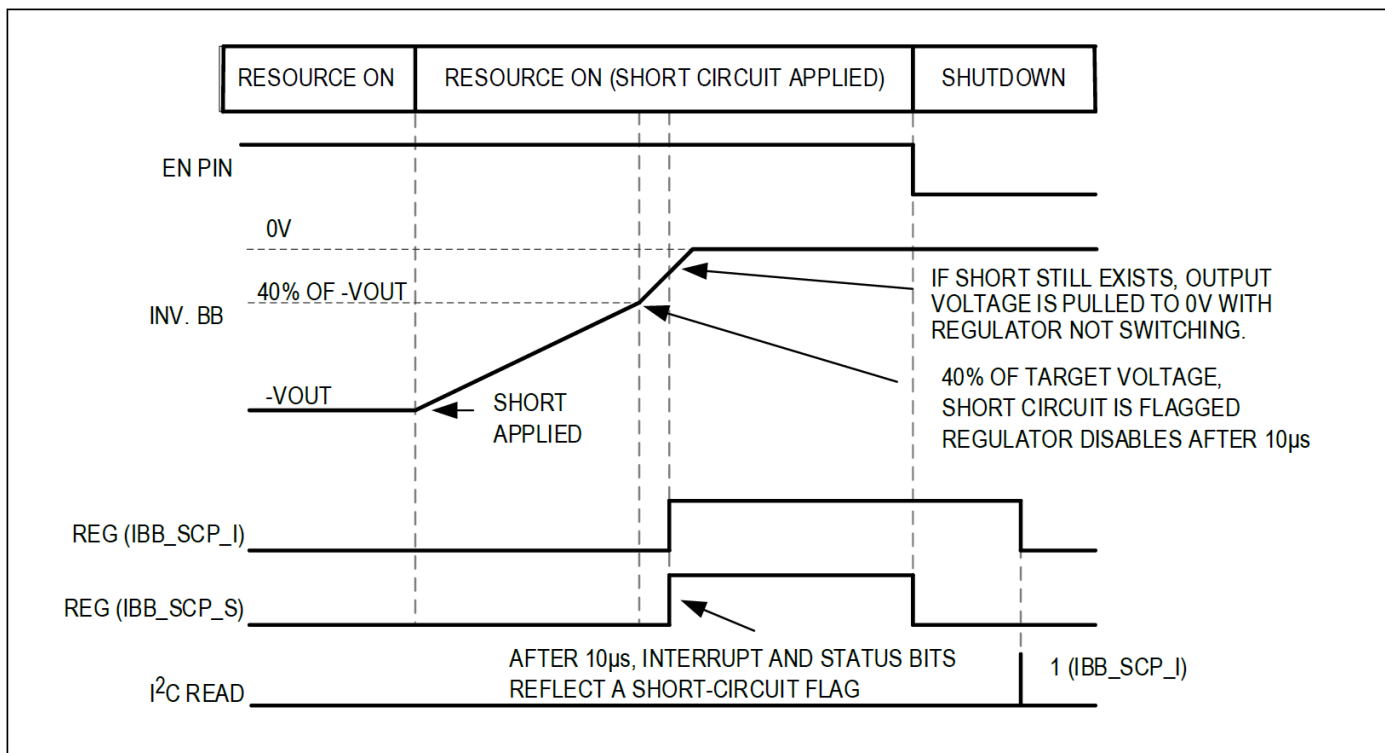 RESOURCE ON
RESOURCE ON (SHORT CIRCUIT APPLIED)
SHUTDOWN
EN PIN
0V
40% OF -VOUT
INV. BB
-VOUT
SHORT
APPLIED
IF SHORT STILL EXISTS, OUTPUT
VOLTAGE IS PULLED TO 0V WITH
REGULATOR NOT SWITCHING.
40% OF TARGET VOLTAGE,
SHORT CIRCUIT IS FLAGGED
REGULATOR DISABLES AFTER 10µs
REG (IBB_SCP_I)
REG (IBB_SCP_S)
AFTER 10µs, INTERRUPT AND STATUS BITS
REFLECT A SHORT-CIRCUIT FLAG
1 (IBB_SCP_I)
I²C READ